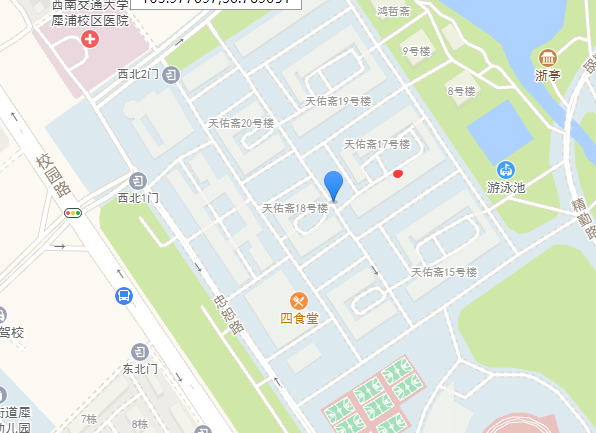 西南交通大学
犀浦校区医院
103.977097,30.769091
鸿哲斋
9号楼
浙亭
西北2门
8号楼
天佑斋19号楼
天佑斋20号楼
天佑斋17号楼
校园路
西北1门
游泳池
天佑斋18号楼
精勤路
天佑斋15号楼
四食堂
驾校
东北门
街道犀
幼儿园
7栋
8栋